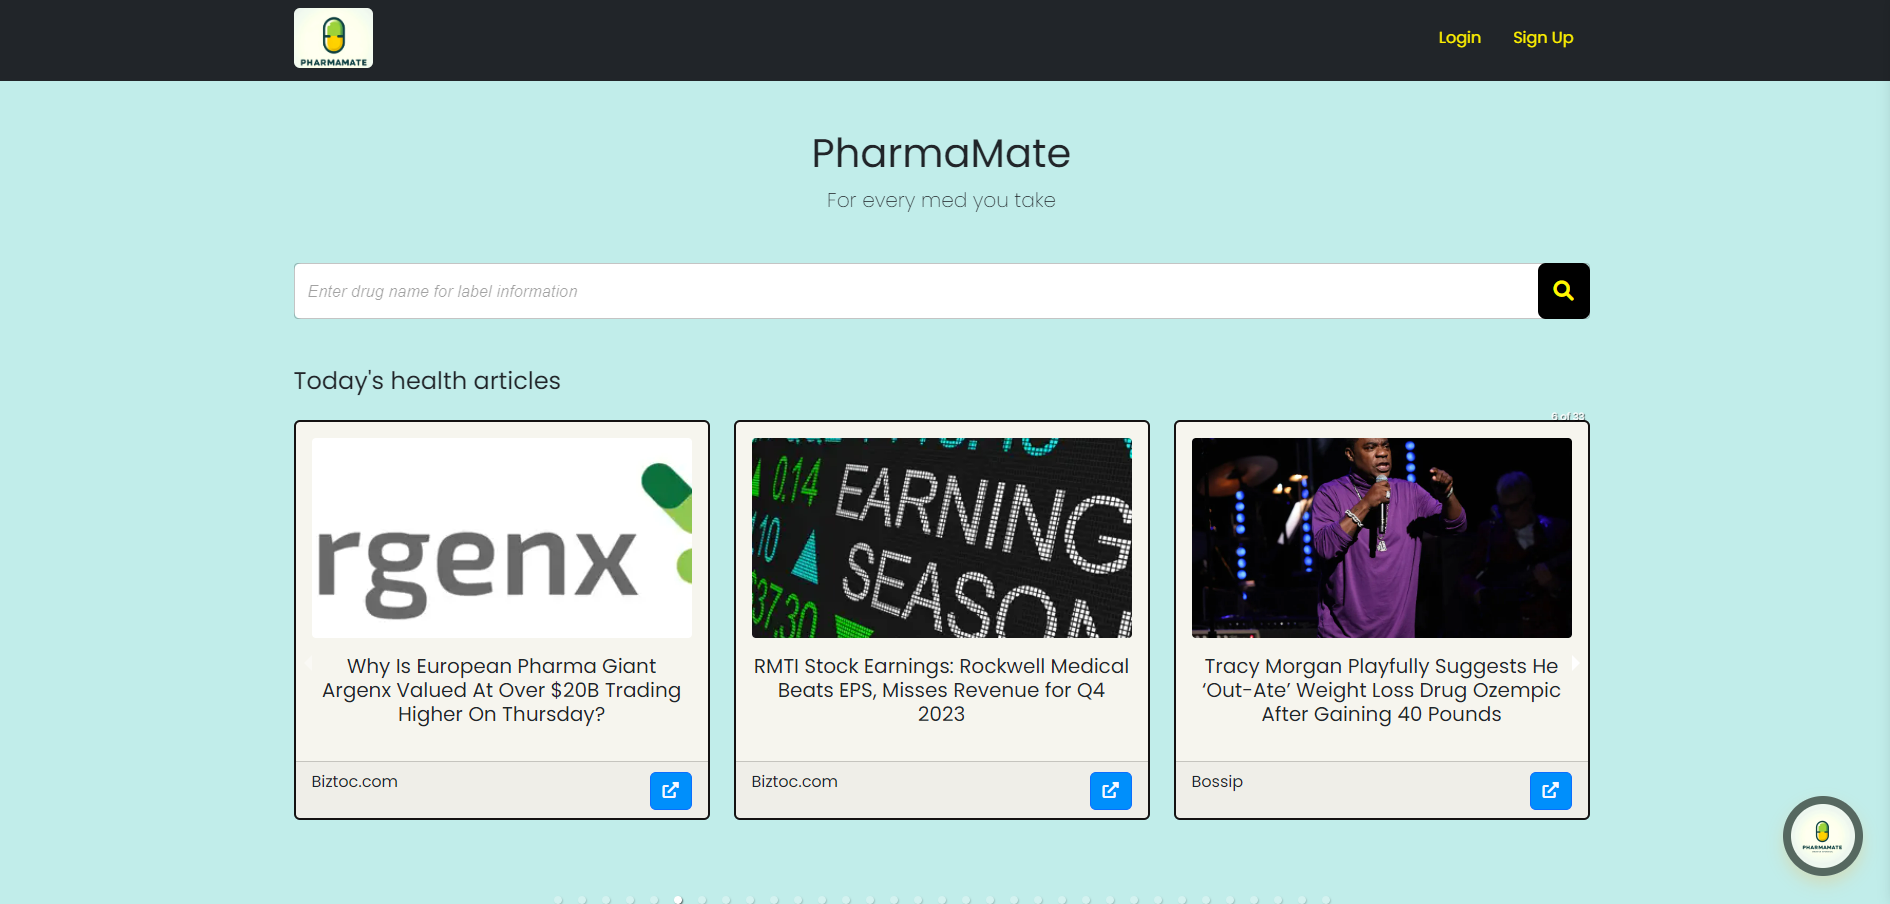 PHARMAMATE
Login
Sign Up
PharmaMate
For every med you take
Enter drug name for label information
Today's health articles
6 of 33
rgenx
0.14
10
37.30
EARNING
SEASON
Why Is European Pharma Giant
Argenx Valued At Over $20B Trading
Higher On Thursday?
RMTI Stock Earnings: Rockwell Medical
Beats EPS, Misses Revenue for Q4
2023
Tracy Morgan Playfully Suggests He
‘Out-Ate’ Weight Loss Drug Ozempic
After Gaining 40 Pounds
Biztoc.com
Biztoc.com
Bossip
PHARMAMATE